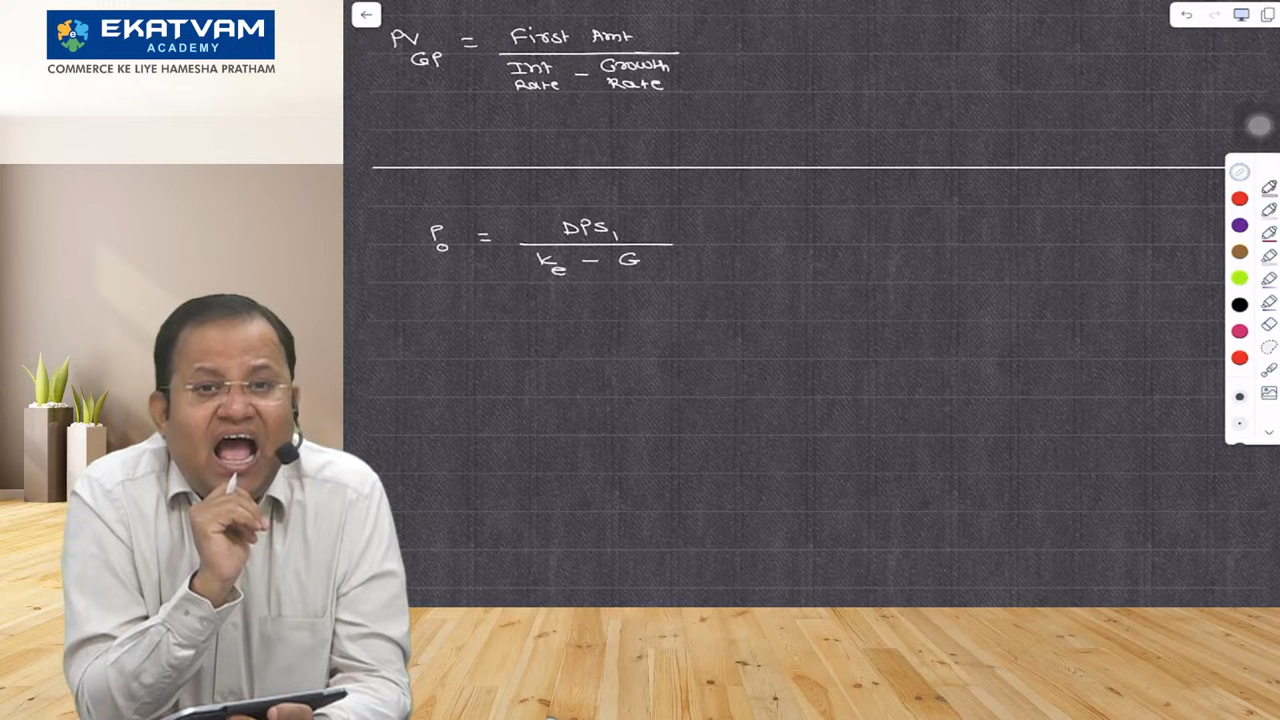 EKATVAM
ACADEMY
COMMERCE KE LIYE HAMESHA PRATHAM
PV GP = First Amt
Int Rate - Growth Rate
P0 = DPS1
Ke - G